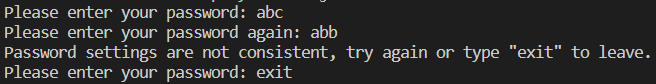 Please enter your password: abc
Please enter your password again: abb
Password settings are not consistent, try again or type "exit" to leave.
Please enter your password: exit